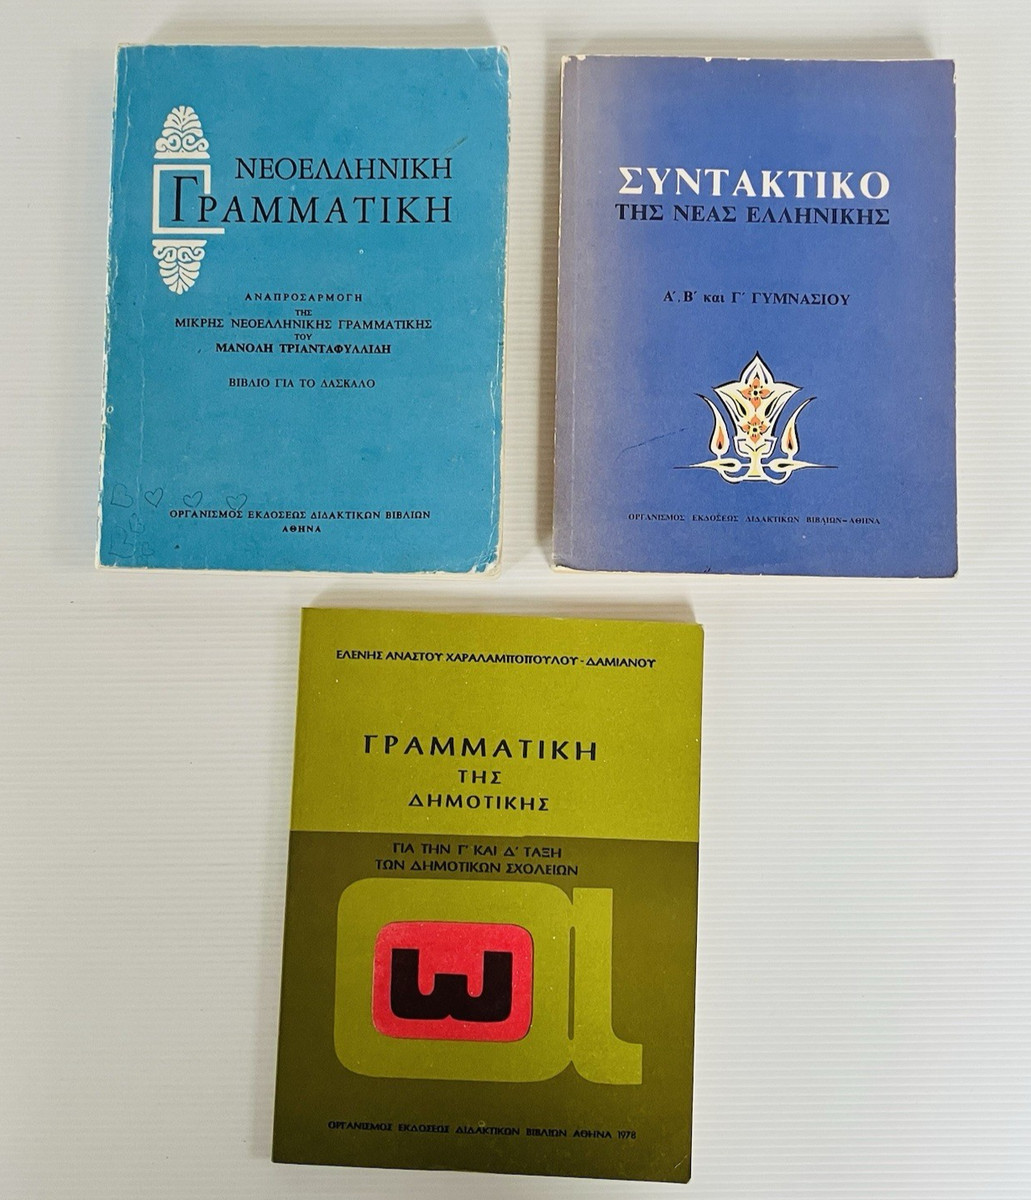 ΝΕΟΕΛΛΗΝΙΚΗ
ΓΡΑΜΜΑΤΙΚΗ
ΑΝΑΠΡΟΣΑΡΜΟΓΗ
ΤΗΣ
ΜΙΚΡΗΣ ΝΕΟΕΛΛΗΝΙΚΗΣ ΓΡΑΜΜΑΤΙΚΗΣ
ΤΟΥ
ΜΑΝΟΛΗ ΤΡΙΑΝΤΑΦΥΛΛΙΔΗ
ΒΙΒΛΙΟ ΓΙΑ ΤΟ ΔΑΣΚΑΛΟ
ΟΡΓΑΝΙΣΜΟΣ ΕΚΔΟΣΕΩΣ ΔΙΔΑΚΤΙΚΩΝ ΒΙΒΛΙΩΝ
ΑΘΗΝΑ
ΣΥΝΤΑΚΤΙΚΟ
ΤΗΣ ΝΕΑΣ ΕΛΛΗΝΙΚΗΣ
Α΄, Β΄ και Γ΄ ΓΥΜΝΑΣΙΟΥ
ΟΡΓΑΝΙΣΜΟΣ ΕΚΔΟΣΕΩΣ ΔΙΔΑΚΤΙΚΩΝ ΒΙΒΛΙΩΝ - ΑΘΗΝΑ
ΕΛΕΝΗΣ ΑΝΑΣΤΟΥ ΧΑΡΑΛΑΜΠΟΠΟΥΛΟΥ - ΔΑΜΙΑΝΟΥ
ΓΡΑΜΜΑΤΙΚΗ
ΤΗΣ
ΔΗΜΟΤΙΚΗΣ
ΓΙΑ ΤΗΝ Γ΄ ΚΑΙ Δ΄ ΤΑΞΗ
ΤΩΝ ΔΗΜΟΤΙΚΩΝ ΣΧΟΛΕΙΩΝ
α
ω
ΟΡΓΑΝΙΣΜΟΣ ΕΚΔΟΣΕΩΣ ΔΙΔΑΚΤΙΚΩΝ ΒΙΒΛΙΩΝ ΑΘΗΝΑ 1978